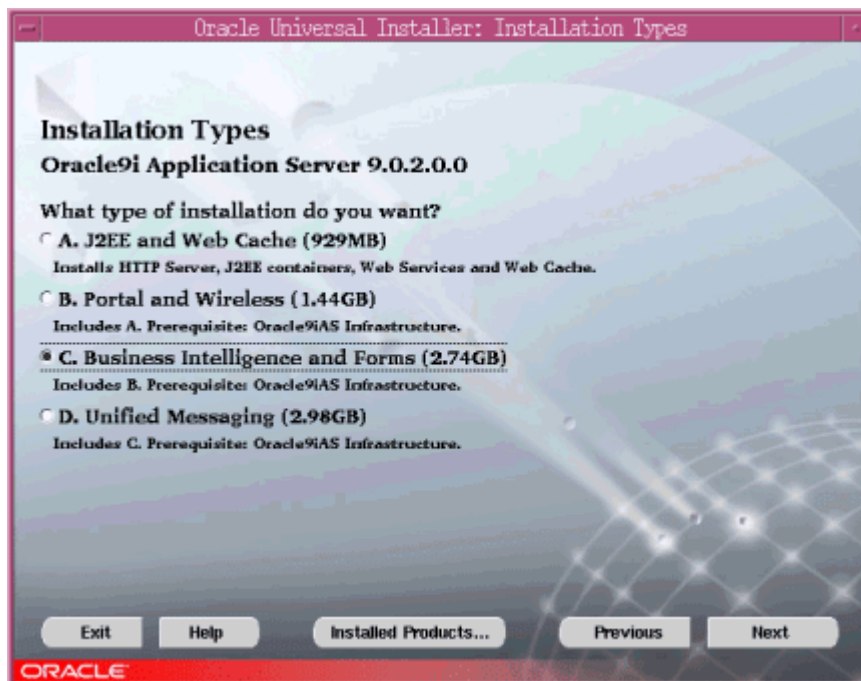 Oracle Universal Installer: Installation Types
Installation Types
Oracle9i Application Server 9.0.2.0.0
What type of installation do you want?
A. J2EE and Web Cache (929MB)
Installs HTTP Server, J2EE containers, Web Services and Web Cache.
B. Portal and Wireless (1.44GB)
Includes A. Prerequisite: Oracle9iAS Infrastructure.
C. Business Intelligence and Forms (2.74GB)
Includes B. Prerequisite: Oracle9iAS Infrastructure.
D. Unified Messaging (2.98GB)
Includes C. Prerequisite: Oracle9iAS Infrastructure.
Exit Help Installed Products... Previous Next
ORACLE